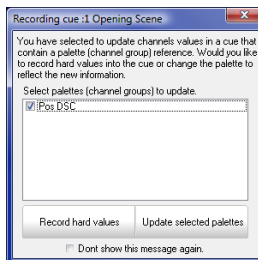 Recording cue :1 Opening Scene
You have selected to update channels values in a cue that
contain a palette (channel group) reference. Would you like
to record hard values into the cue or change the palette to
reflect the new information.
Select palettes (channel groups) to update.
Pos DSC
Record hard values
Update selected palettes
Dont show this message again.